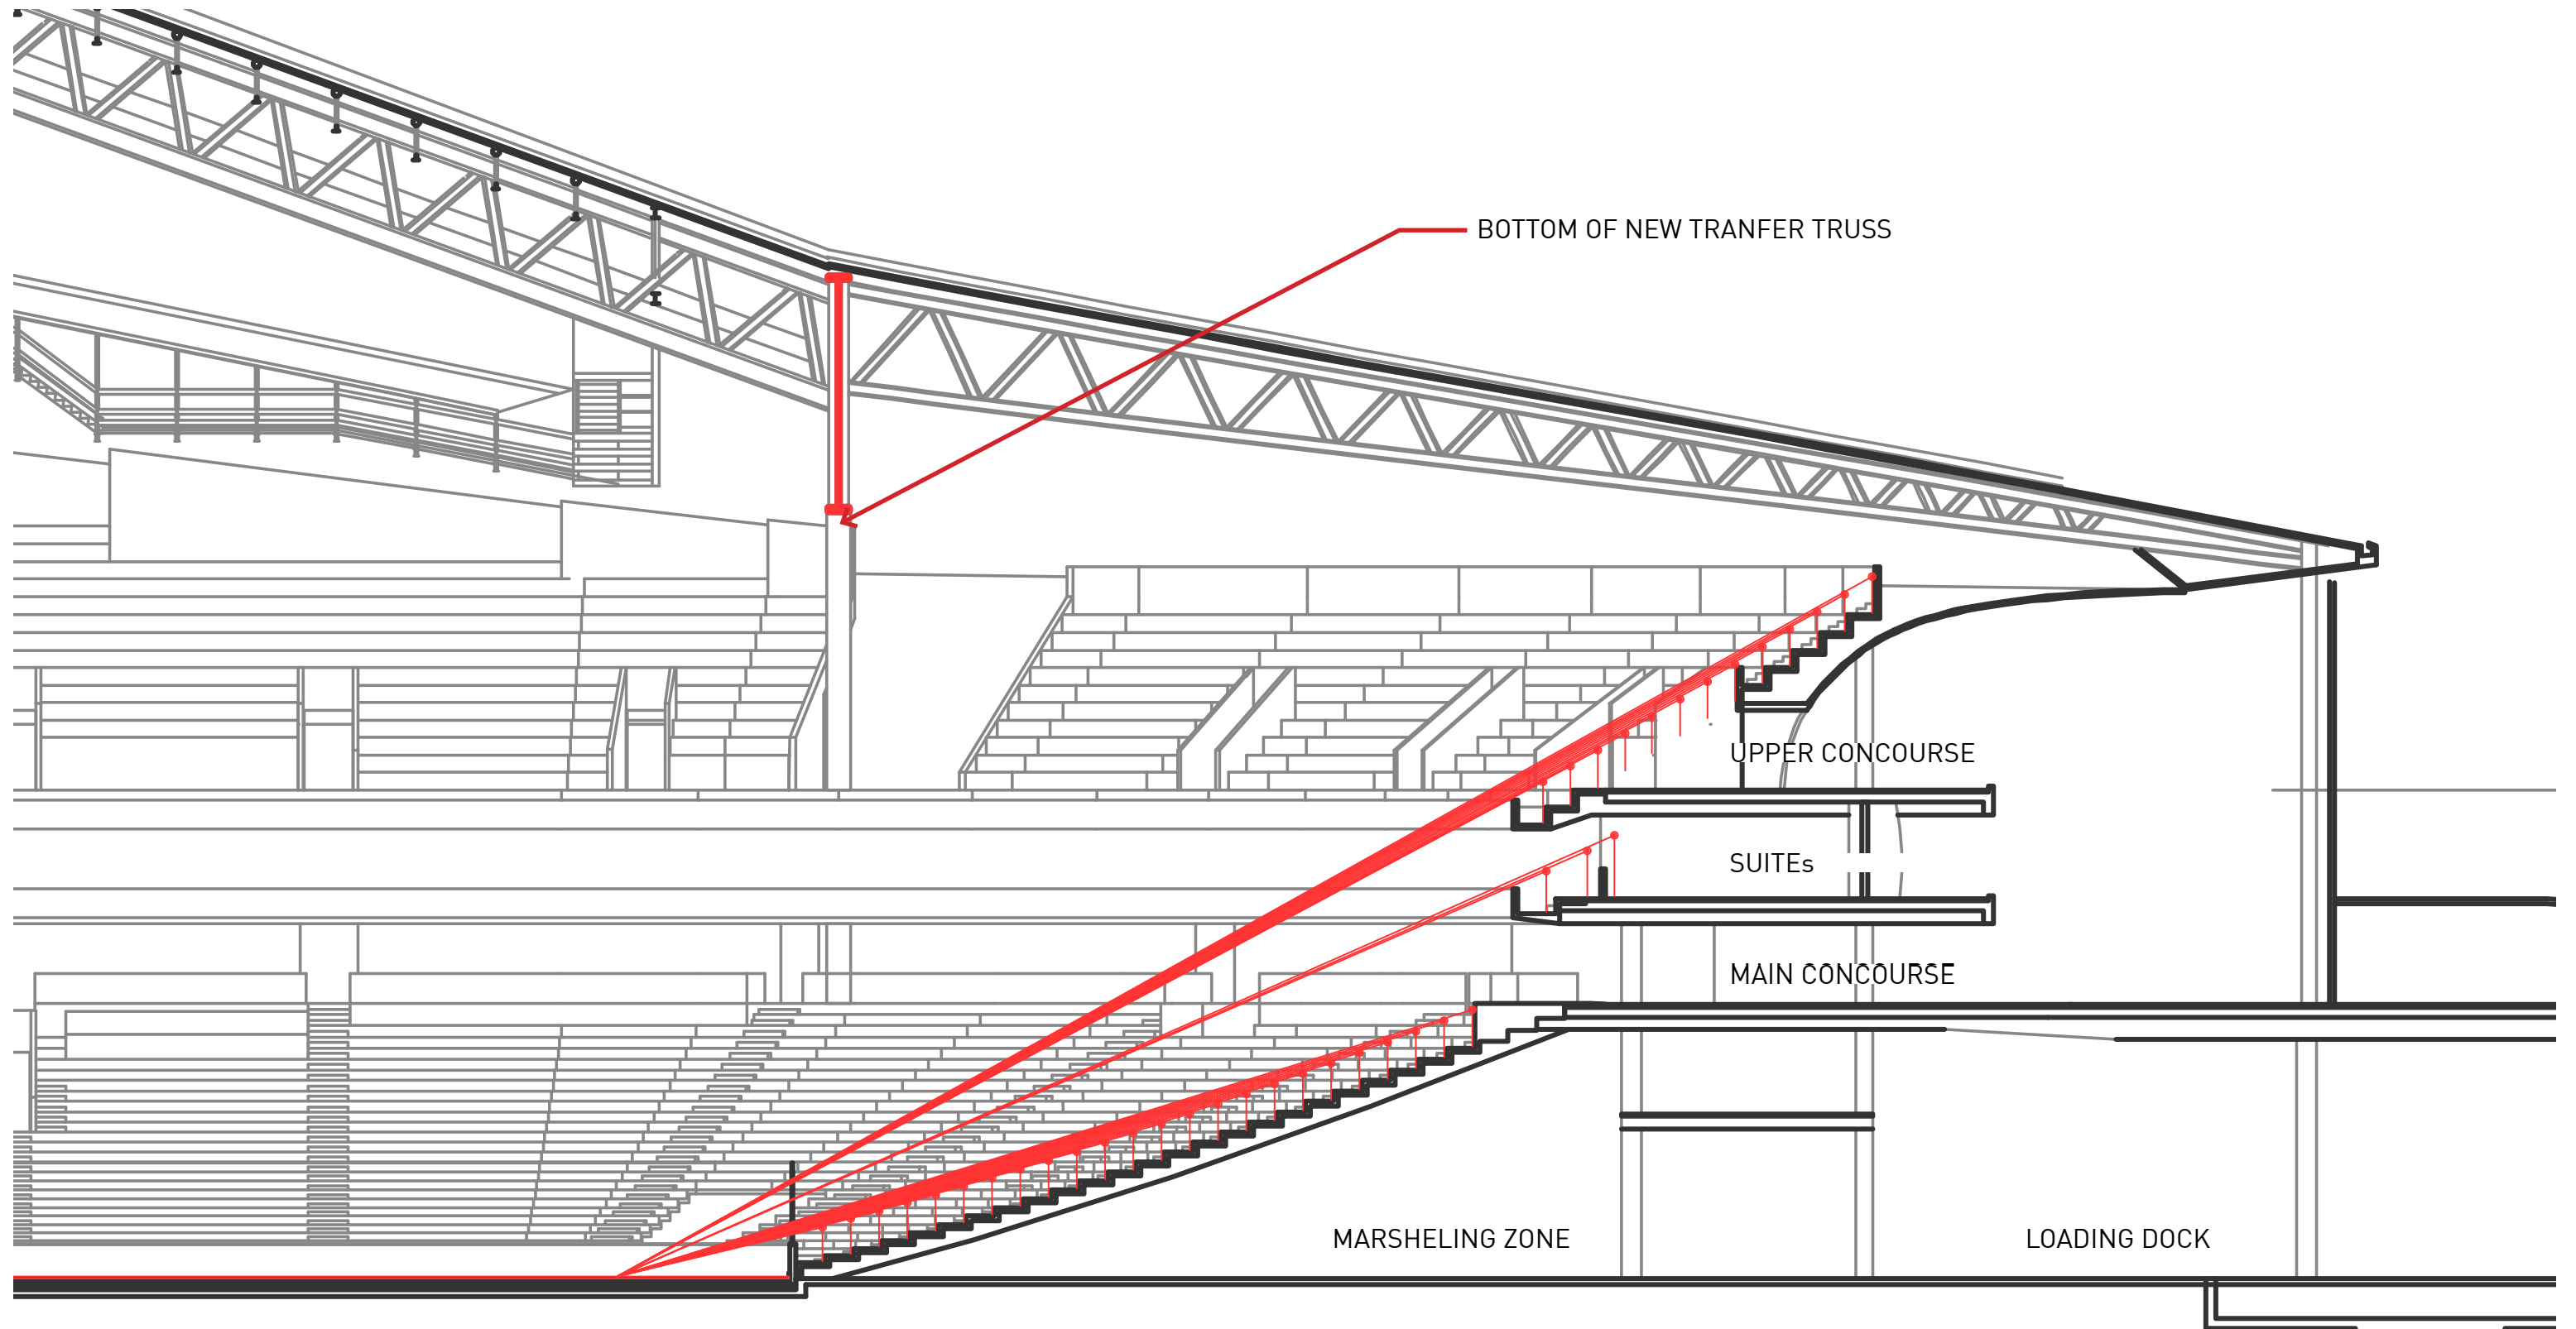 BOTTOM OF NEW TRANFER TRUSS
UPPER CONCOURSE
SUITEs
MAIN CONCOURSE
MARSHELING ZONE
LOADING DOCK